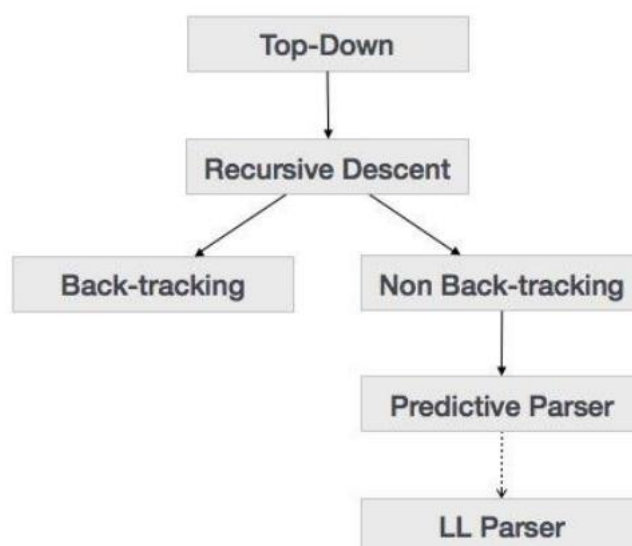 Top-Down
Recursive Descent
Back-tracking
Non Back-tracking
Predictive Parser
LL Parser